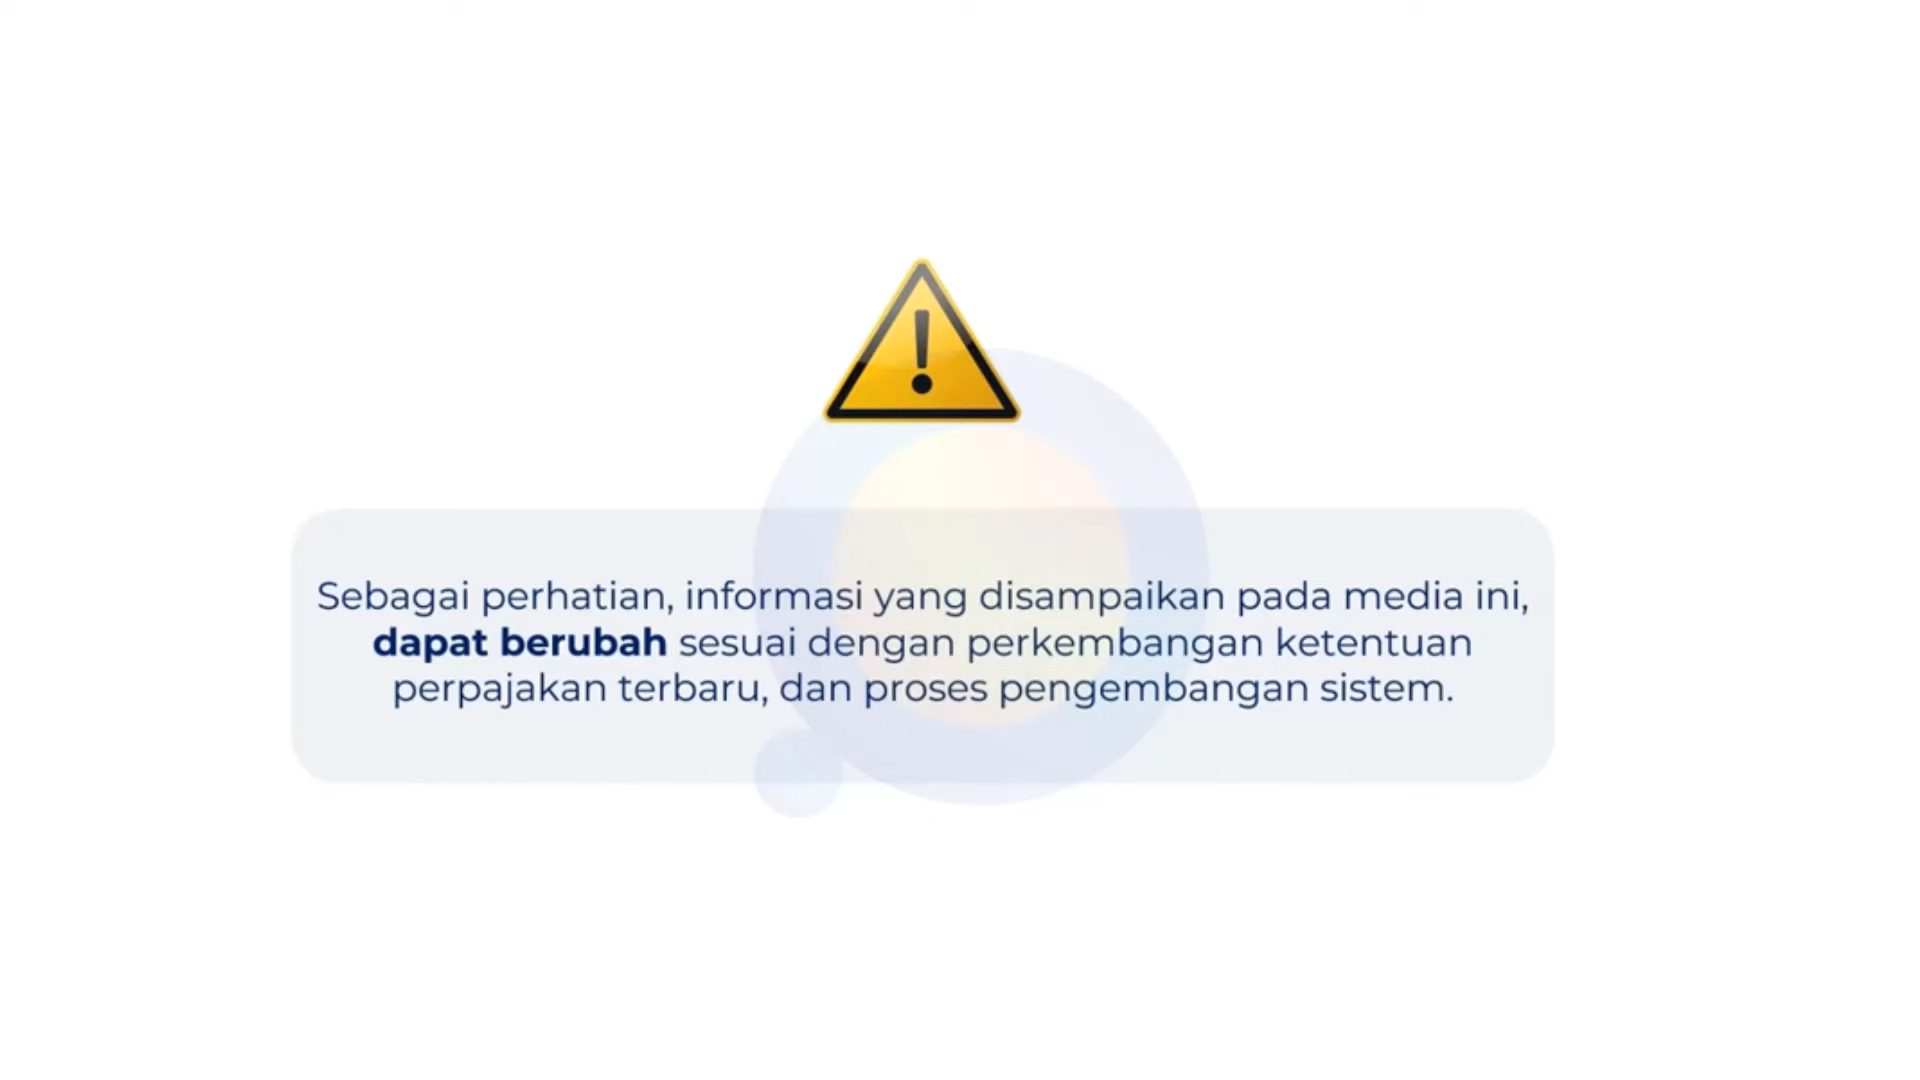 Sebagai perhatian, informasi yang disampaikan pada media ini,
dapat berubah sesuai dengan perkembangan ketentuan
perpajakan terbaru, dan proses pengembangan sistem.